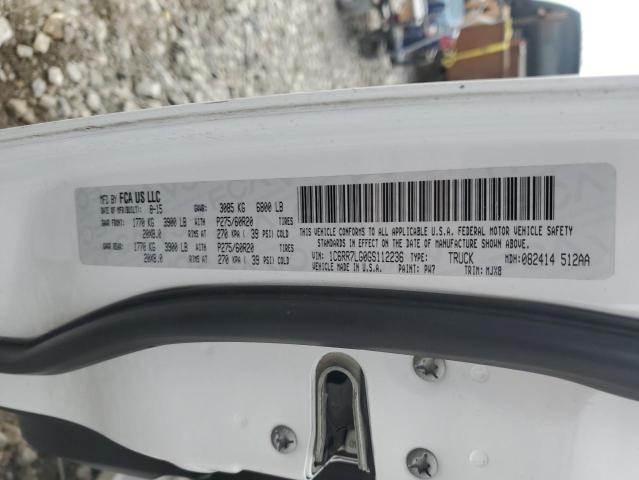 MFD BY FCA US LLC
DATE OF MFR(BUILT): 8-15 GVWR: 3085 KG 6800 LB
GAWR FRONT: 1770 KG 3900 LB WITH P275/60R20 TIRES
20X8.0 RIMS AT 270 KPA ( 39 PSI) COLD
GAWR REAR: 1770 KG 3900 LB WITH P275/60R20 TIRES
20X8.0 RIMS AT 270 KPA ( 39 PSI) COLD
THIS VEHICLE CONFORMS TO ALL APPLICABLE U.S.A. FEDERAL MOTOR VEHICLE SAFETY
STANDARDS IN EFFECT ON THE DATE OF MANUFACTURE SHOWN ABOVE.
VIN: 1C6RR7LG0GS112236 TYPE: TRUCK MDH: 082414 512AA
VEHICLE MADE IN U.S.A. PAINT: PW7 TRIM: MJX8